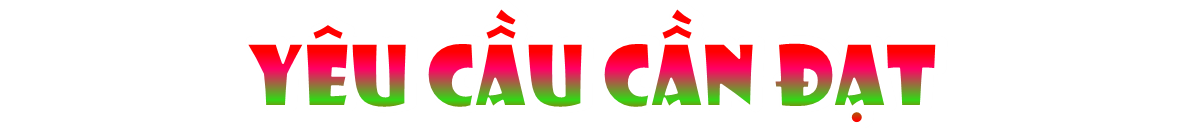 YÊU CẦU CẦN ĐẠT